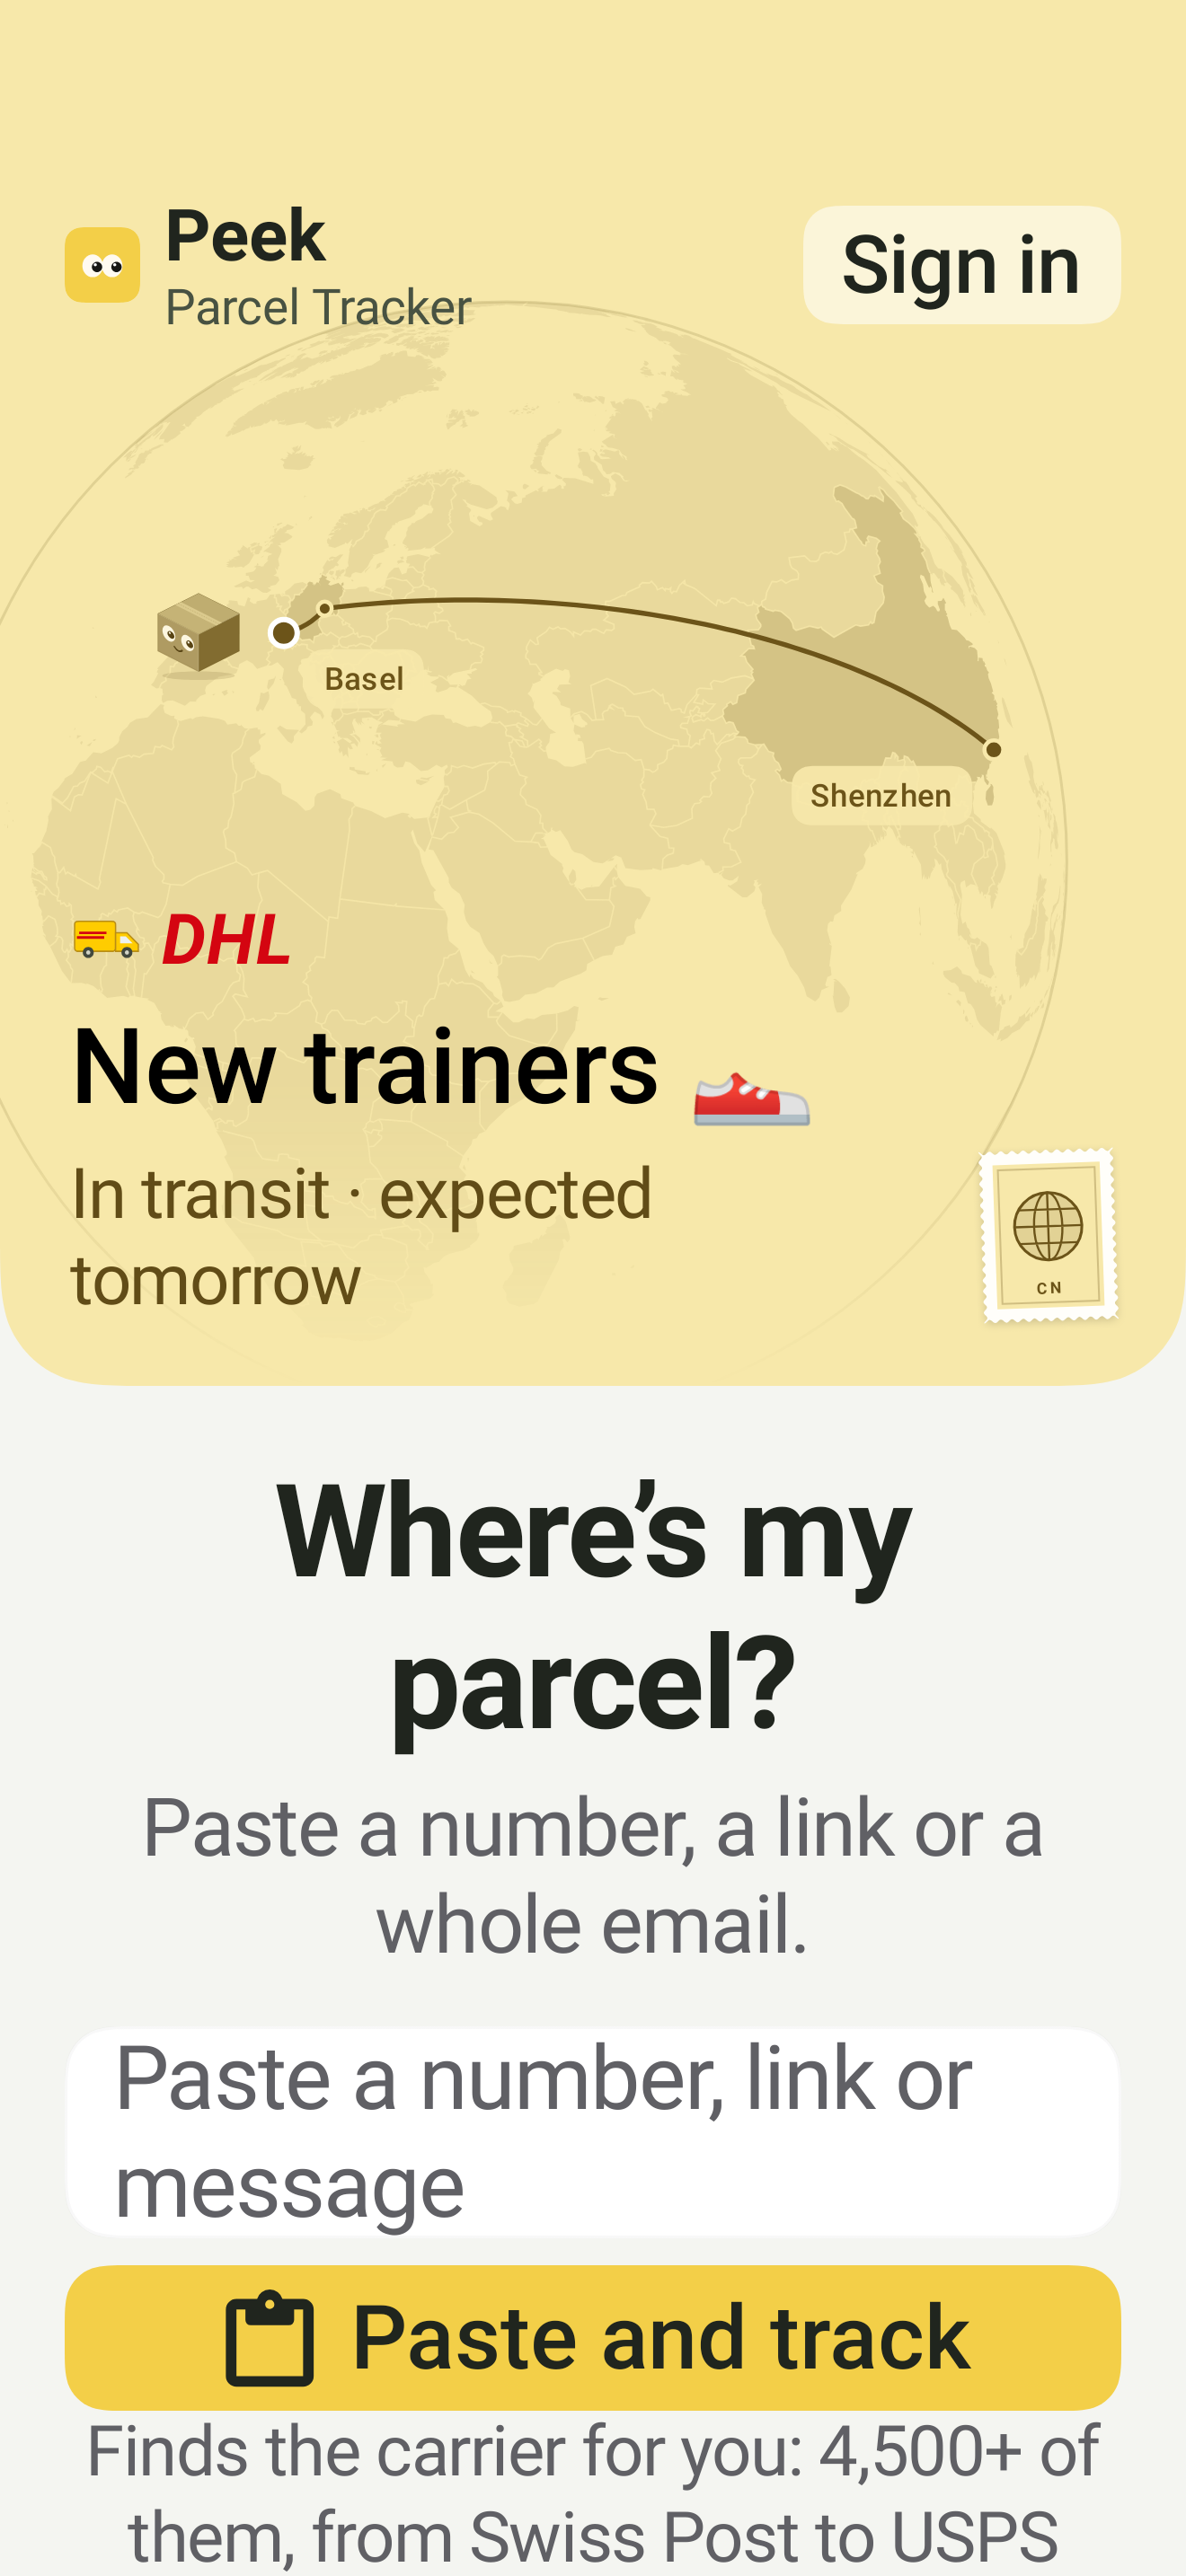 Peek
Parcel Tracker
Sign in
Basel
Shenzhen
DHL
New trainers
In transit · expected
tomorrow
CN
Where’s my
parcel?
Paste a number, a link or a
whole email.
Paste a number, link or
message
Paste and track
Finds the carrier for you: 4,500+ of
them, from Swiss Post to USPS